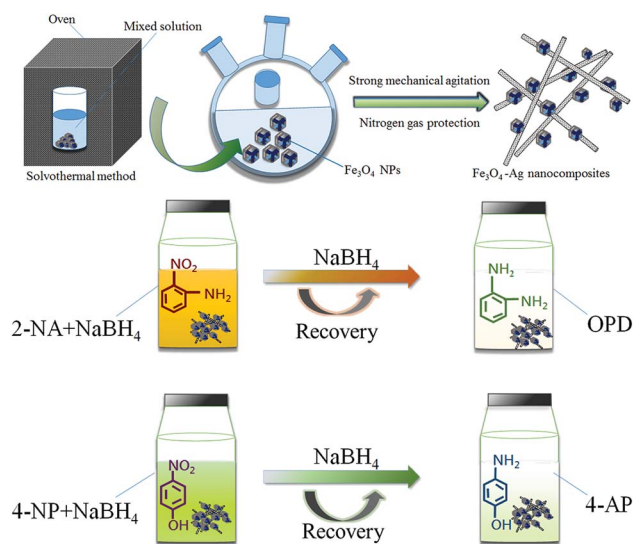 Oven
Mixed solution
Strong mechanical agitation
Nitrogen gas protection
Solvothermal method
Fe₃O₄ NPs
Fe₃O₄-Ag nanocomposites
NO₂
NH₂
2-NA+NaBH₄
NaBH₄
Recovery
NH₂
NH₂
OPD
NO₂
OH
4-NP+NaBH₄
NaBH₄
Recovery
NH₂
OH
4-AP